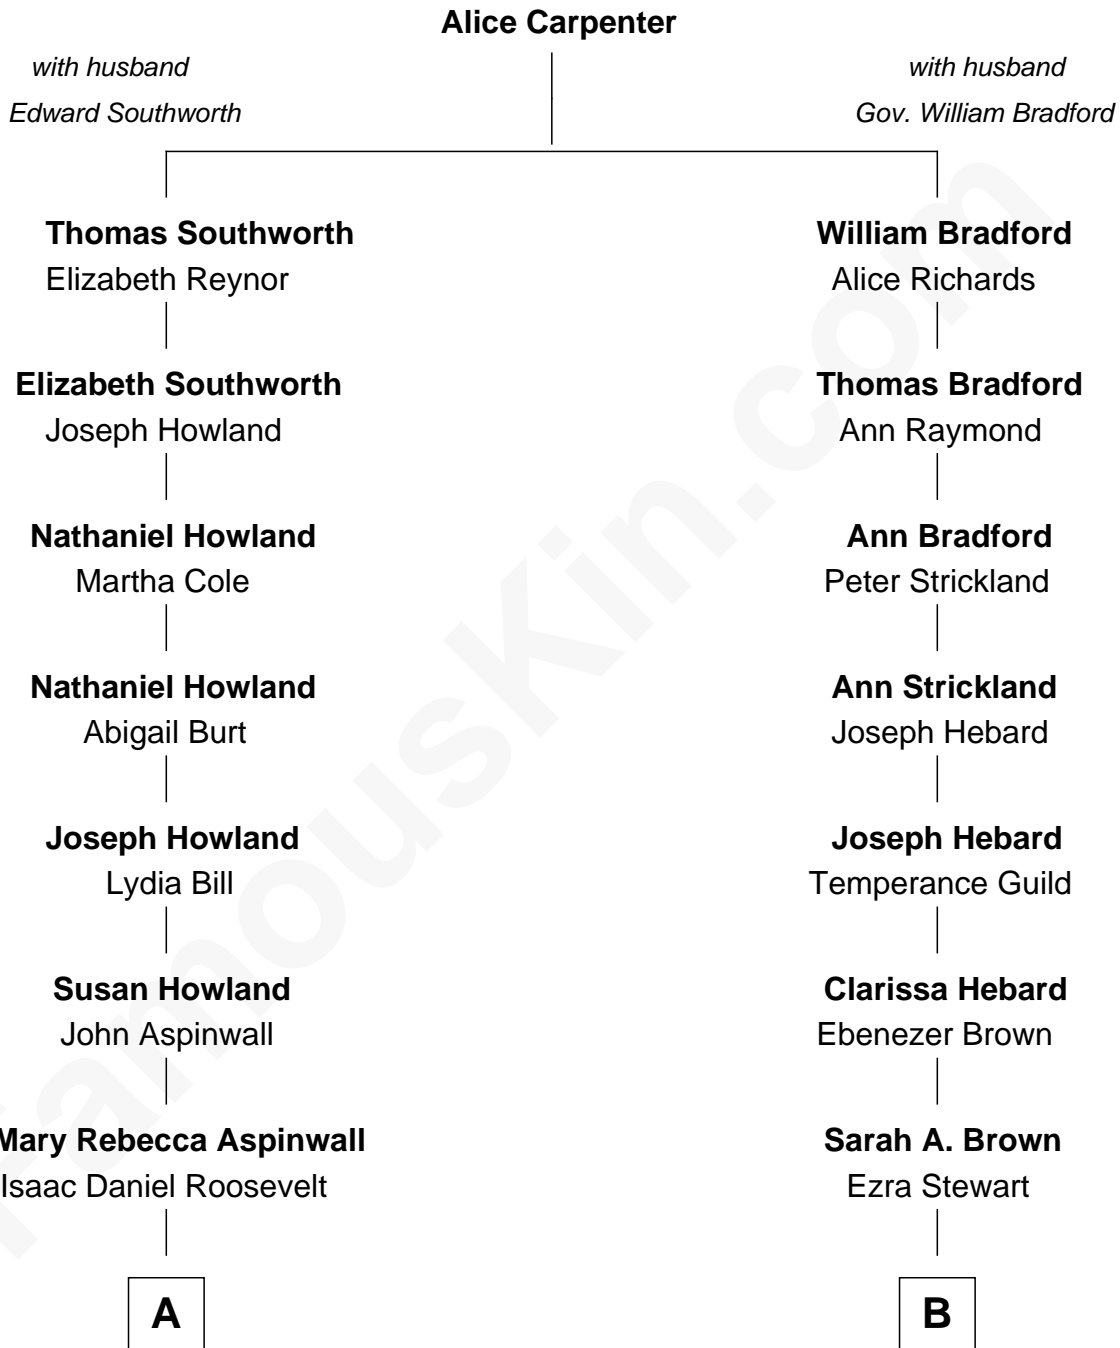 Alice Carpenter
with husband
Edward Southworth
with husband
Gov. William Bradford
Thomas Southworth
Elizabeth Reynor
William Bradford
Alice Richards
Elizabeth Southworth
Joseph Howland
Thomas Bradford
Ann Raymond
Nathaniel Howland
Martha Cole
Ann Bradford
Peter Strickland
Nathaniel Howland
Abigail Burt
Ann Strickland
Joseph Hebard
Joseph Howland
Lydia Bill
Joseph Hebard
Temperance Guild
Susan Howland
John Aspinwall
Clarissa Hebard
Ebenezer Brown
Mary Rebecca Aspinwall
Isaac Daniel Roosevelt
Sarah A. Brown
Ezra Stewart
A
B
FamousKin.com